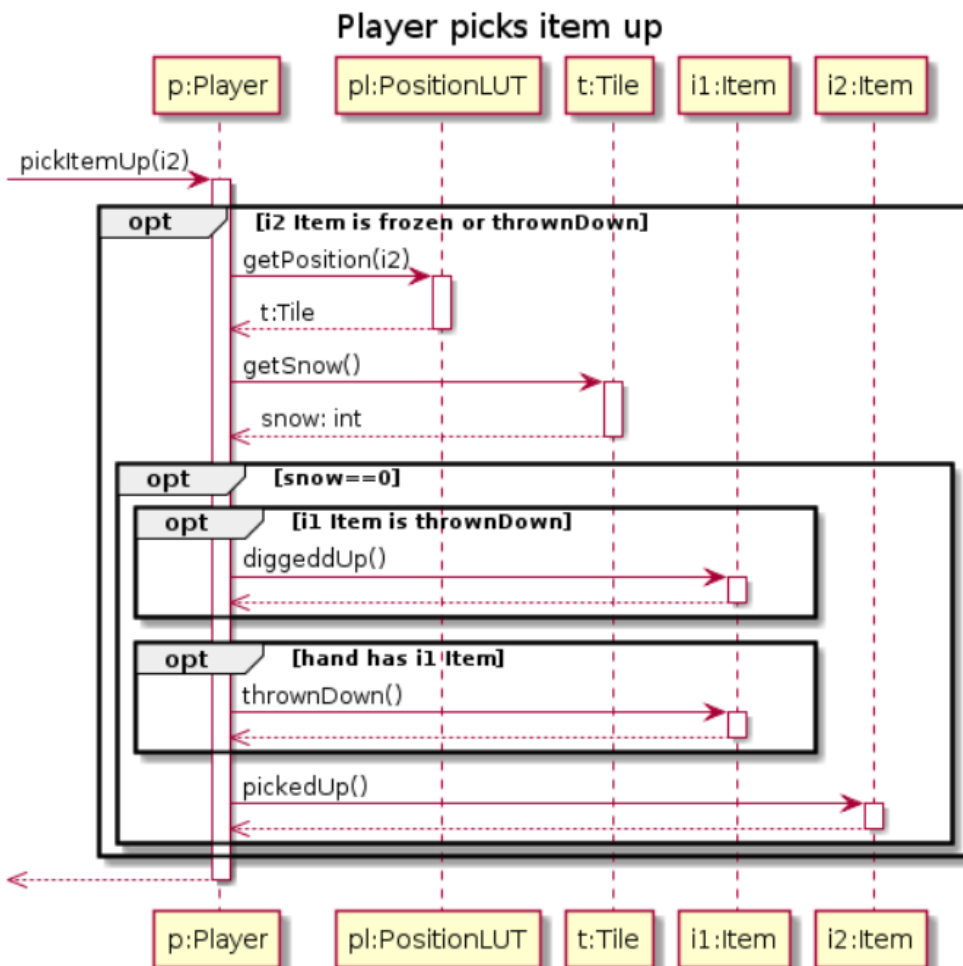 Player picks item up
p:Player pl:PositionLUT t:Tile i1:Item i2:Item
pickItemUp(i2)
opt [i2 Item is frozen or thrownDown]
getPosition(i2)
t:Tile
getSnow()
snow: int
opt [snow==0]
opt [i1 Item is thrownDown]
diggeddUp()
opt [hand has i1 Item]
thrownDown()
pickedUp()
p:Player pl:PositionLUT t:Tile i1:Item i2:Item